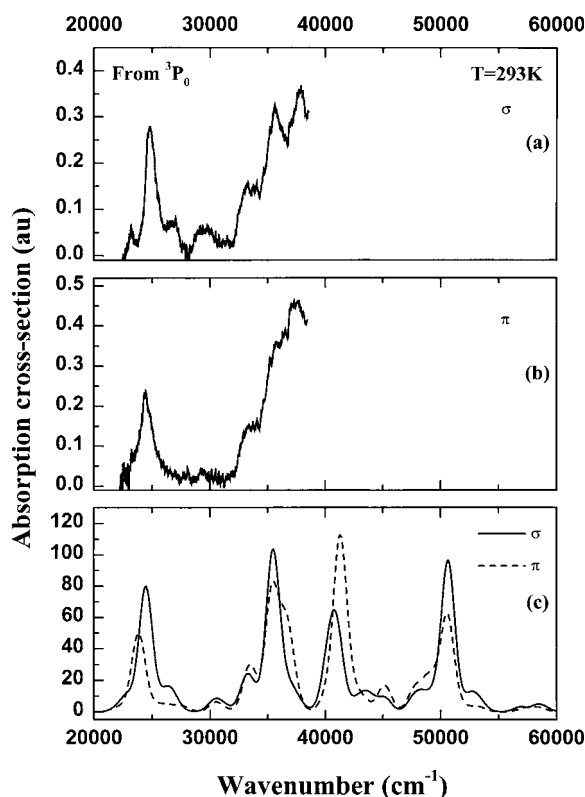 20000 30000 40000 50000 60000
From ³P₀ T=293K
0.4
0.3
0.2
0.1
0.0
σ
(a)
0.5
0.4
0.3
0.2
0.1
0.0
π
(b)
120
100
80
60
40
20
0
σ
π
(c)
20000 30000 40000 50000 60000
Absorption cross-section (au)
Wavenumber (cm⁻¹)